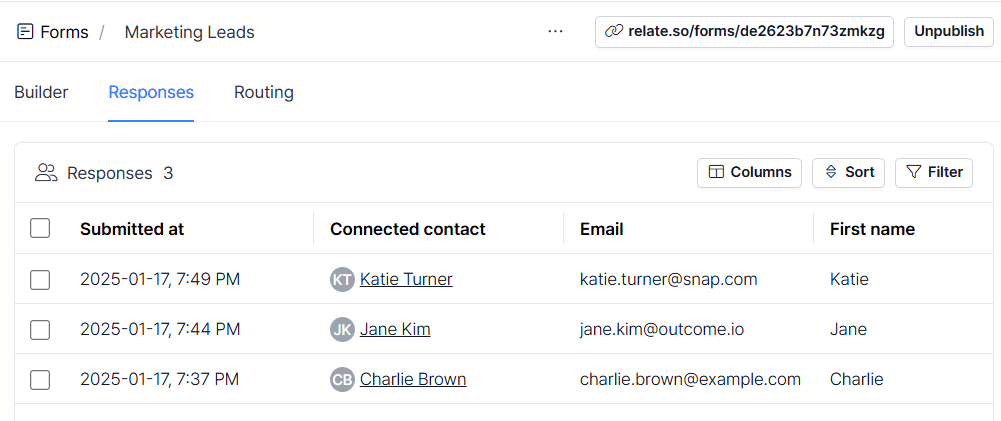 Forms / Marketing Leads ... relate.so/forms/de2623b7n73zmkzg Unpublish
Builder Responses Routing
Responses 3 Columns Sort Filter
Submitted at Connected contact Email First name
2025-01-17, 7:49 PM KT Katie Turner katie.turner@snap.com Katie
2025-01-17, 7:44 PM JK Jane Kim jane.kim@outcome.io Jane
2025-01-17, 7:37 PM CB Charlie Brown charlie.brown@example.com Charlie